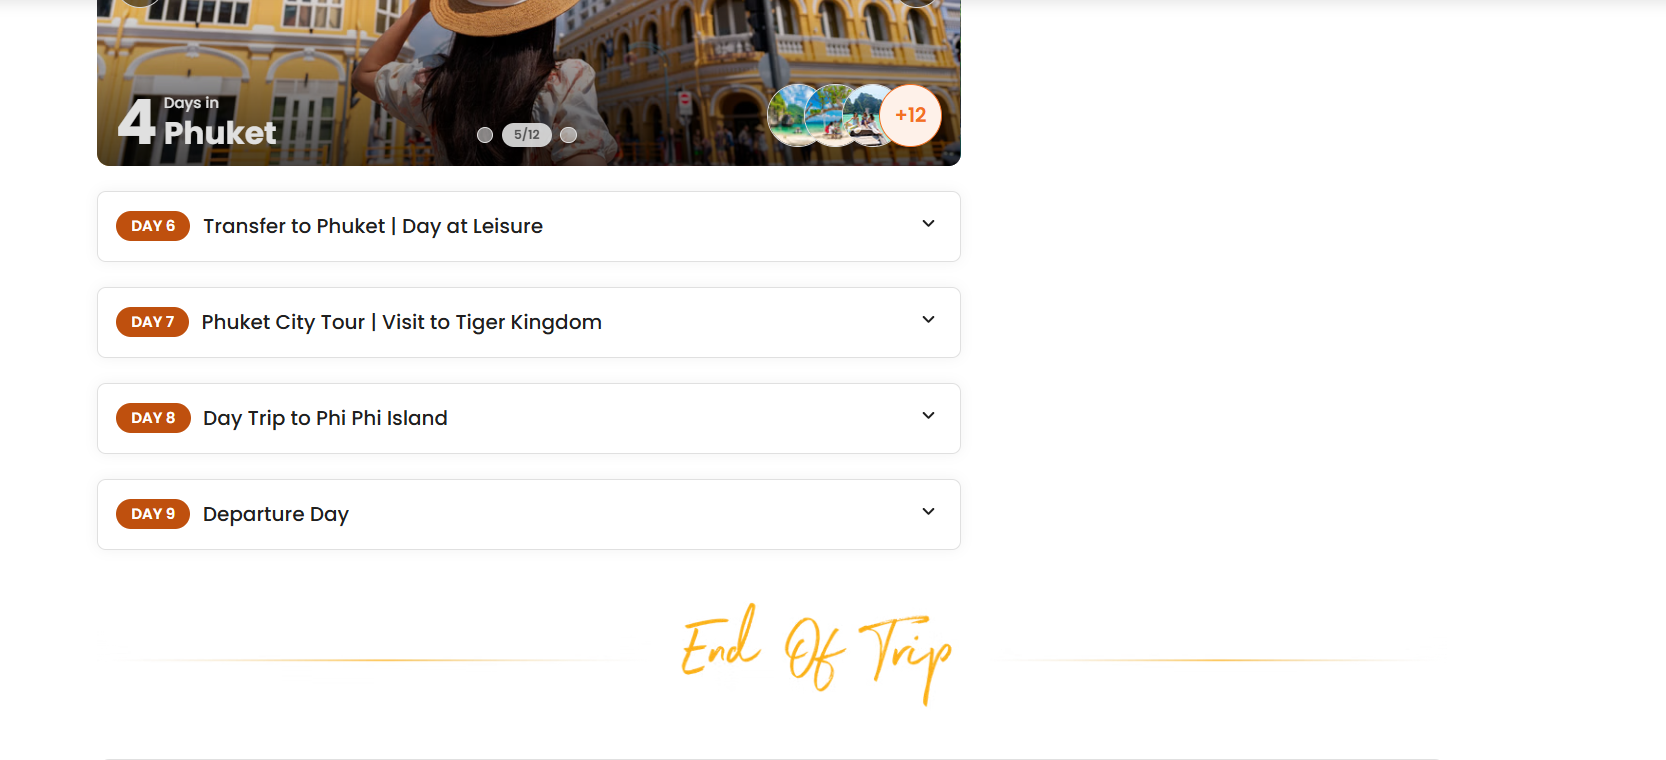 4 Days in
Phuket
5/12
+12
DAY 6 Transfer to Phuket | Day at Leisure
DAY 7 Phuket City Tour | Visit to Tiger Kingdom
DAY 8 Day Trip to Phi Phi Island
DAY 9 Departure Day
End Of Trip